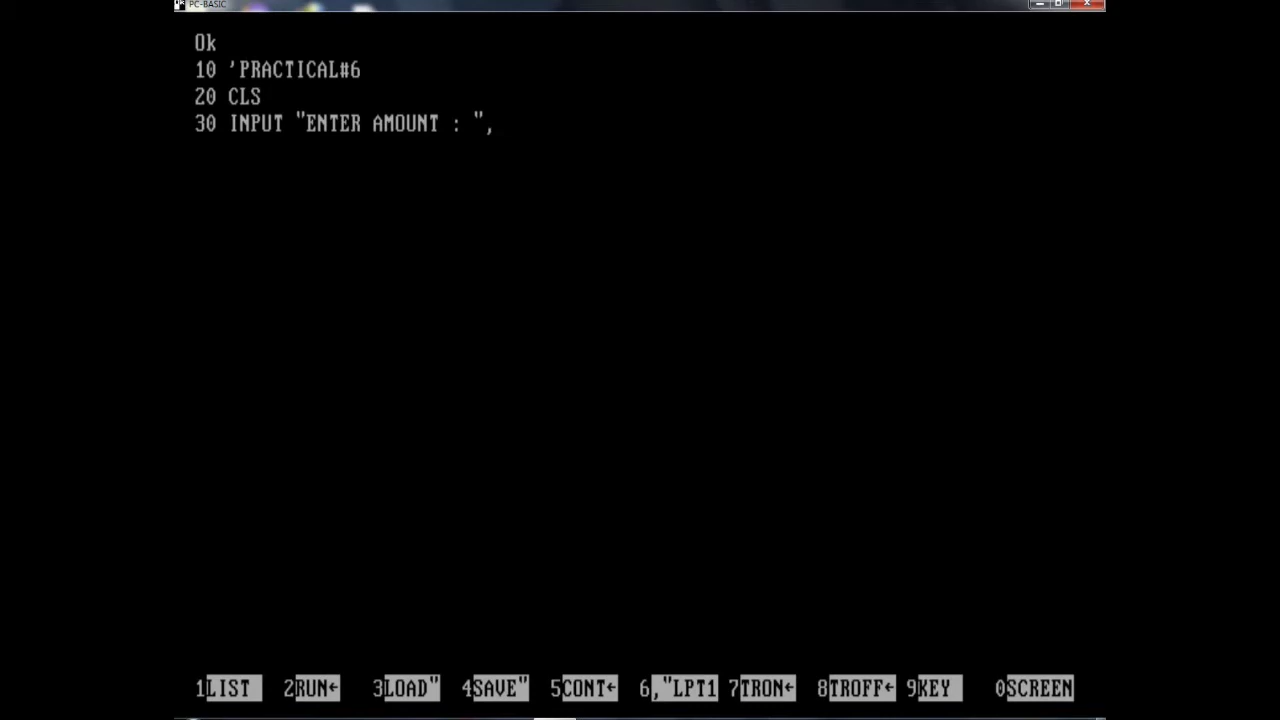 PC-BASIC
Ok
10 'PRACTICAL#6
20 CLS
30 INPUT "ENTER AMOUNT : ",
1LIST 2RUN← 3LOAD" 4SAVE" 5CONT← 6,"LPT1 7TRON← 8TROFF← 9KEY 0SCREEN